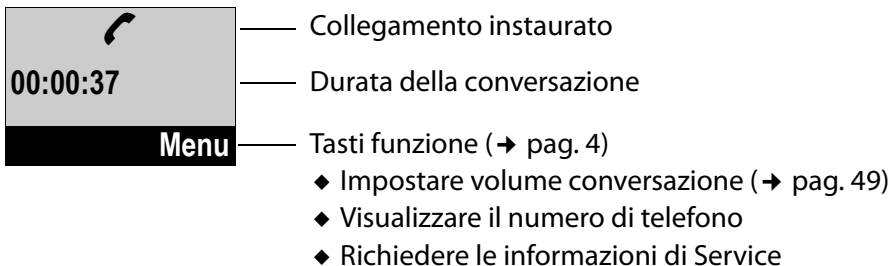 Collegamento instaurato
00:00:37 Durata della conversazione
Menu Tasti funzione (➔ pag. 4)
◆ Impostare volume conversazione (➔ pag. 49)
◆ Visualizzare il numero di telefono
◆ Richiedere le informazioni di Service